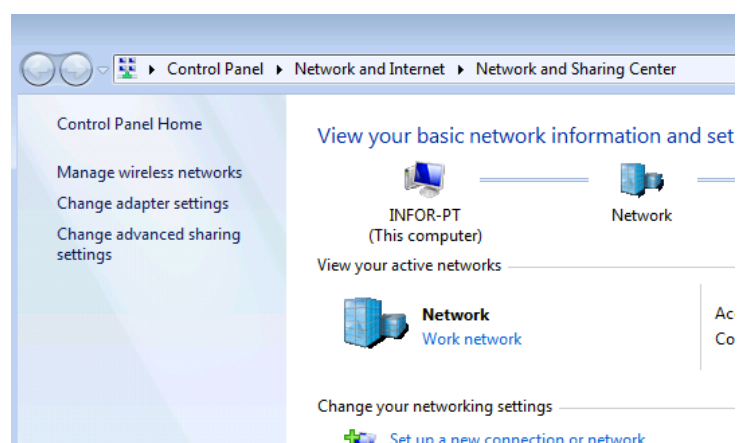 Control Panel Network and Internet Network and Sharing Center
Control Panel Home
Manage wireless networks
Change adapter settings
Change advanced sharing
settings
View your basic network information and set
INFOR-PT
(This computer)
Network
View your active networks
Network
Work network
Acc
Co
Change your networking settings
Set up a new connection or network